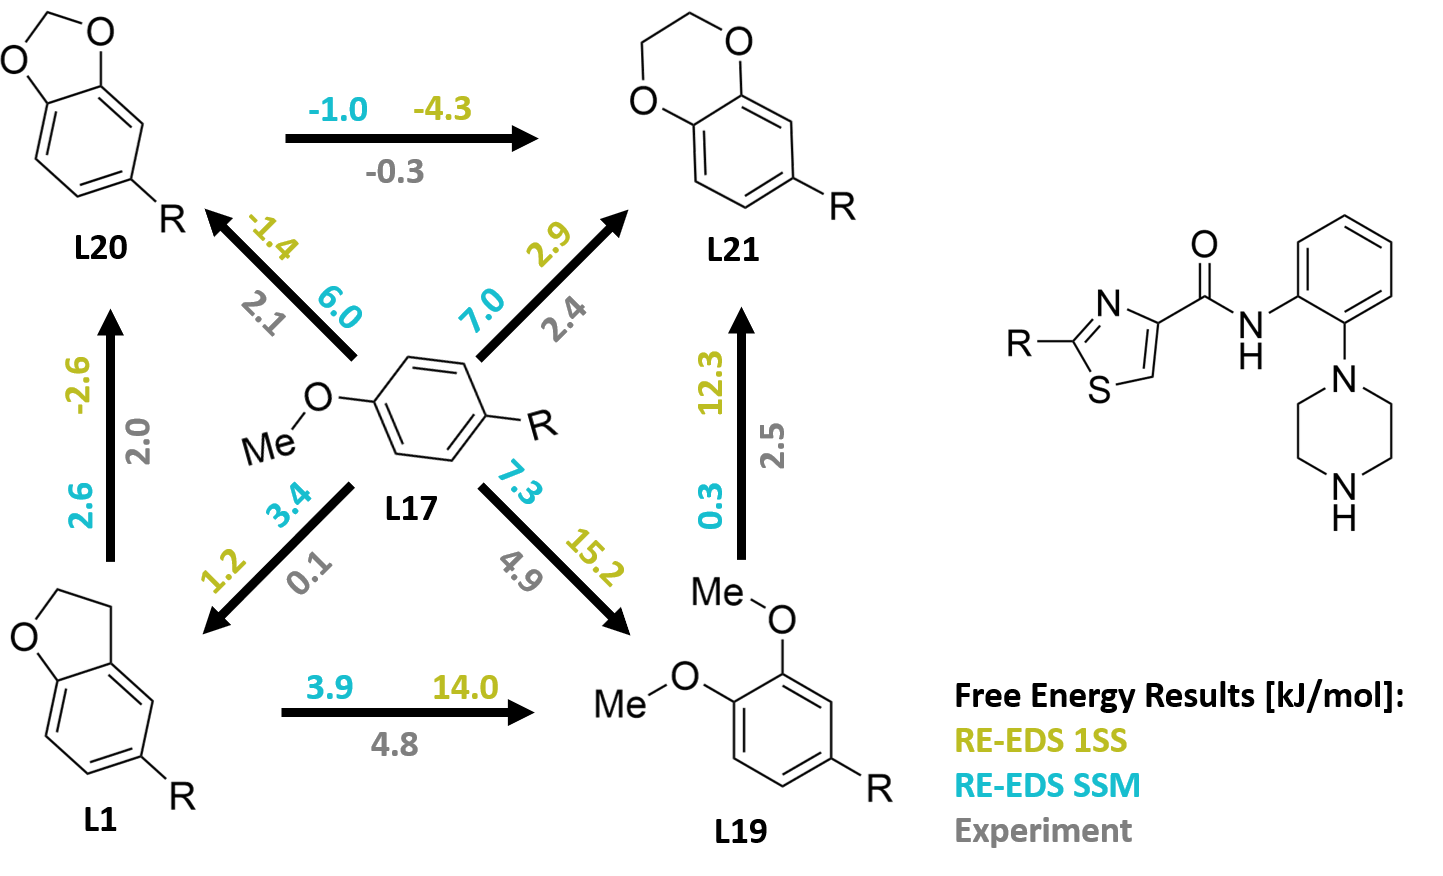 O
O
R
L20
-1.0 -4.3
-0.3
O
O
R
L21
-1.4
6.0
2.1
2.9
7.0
2.4
-2.6
2.6
2.0
O
Me
R
L17
12.3
0.3
2.5
3.4
1.2
0.1
7.3
15.2
4.9
O
R
L1
3.9 14.0
4.8
Me
O
O
Me
R
L19
O
N
R
S
N
H
N
N
H
Free Energy Results [kJ/mol]:
RE-EDS 1SS
RE-EDS SSM
Experiment